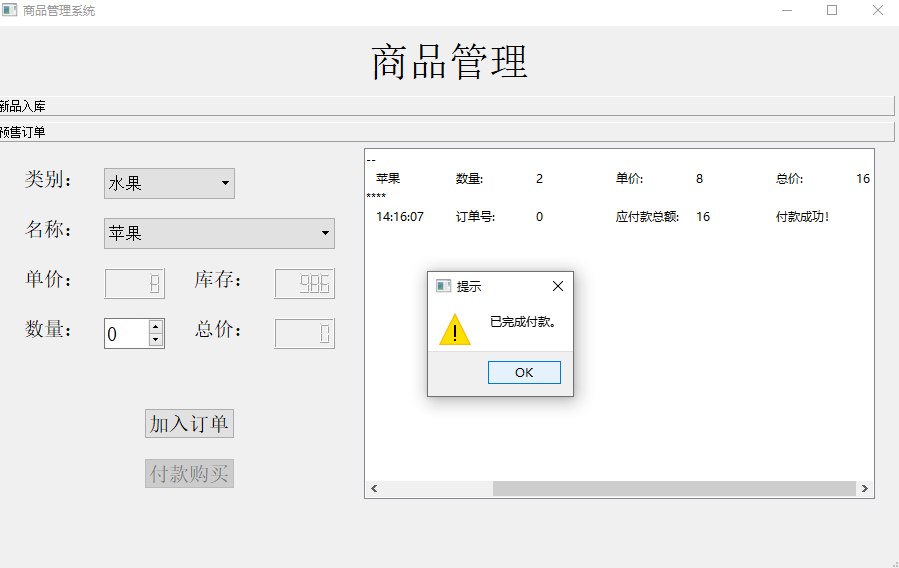 商品管理系统
商品管理
新品入库
预售订单
类别: 水果
名称: 苹果
单价: 8 库存: 986
数量: 0 总价: 0
加入订单
付款购买
--
苹果 数量: 2 单价: 8 总价: 16
****
14:16:07 订单号: 0 应付款总额: 16 付款成功!
提示
已完成付款。
OK